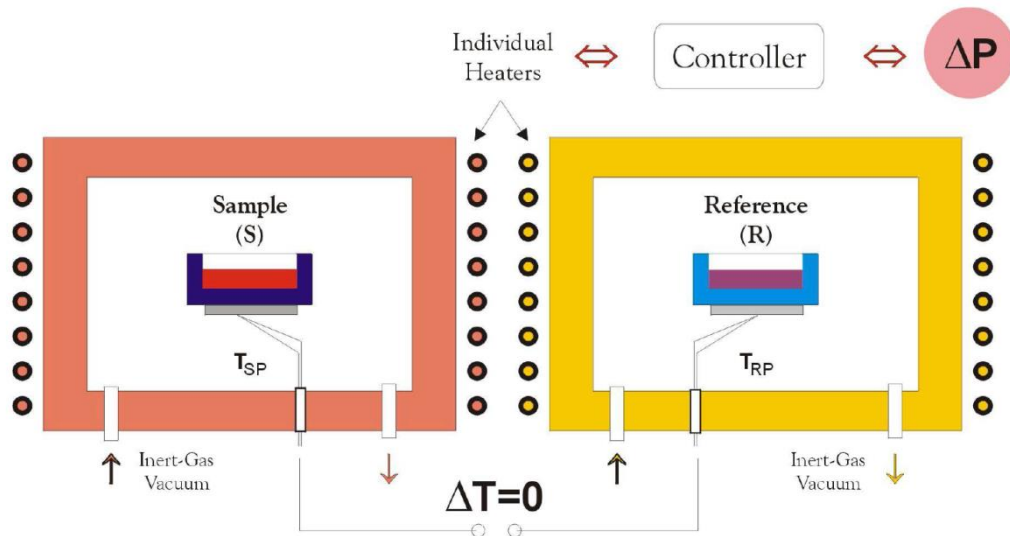 Individual
Heaters
Controller
ΔP
Sample
(S)
Reference
(R)
TSP
TRP
Inert-Gas
Vacuum
Inert-Gas
Vacuum
ΔT=0